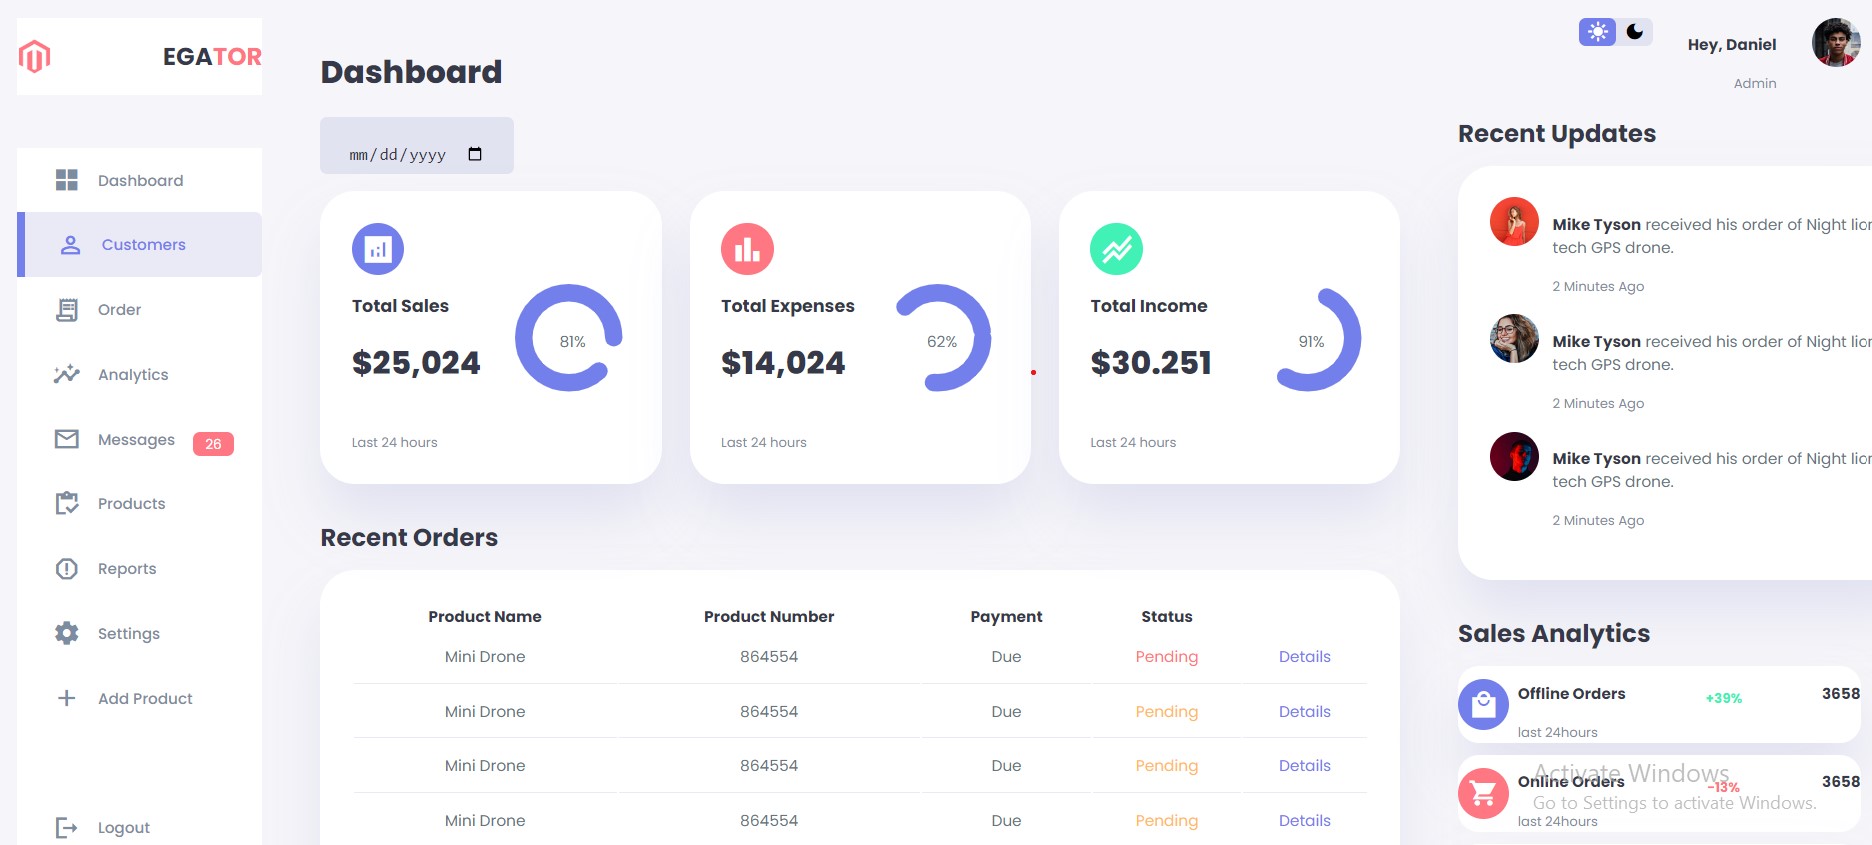 EGATOR
Dashboard
Customers
Order
Analytics
Messages 26
Products
Reports
Settings
Add Product
Logout
Dashboard
mm/dd/yyyy
Total Sales
$25,024
81%
Last 24 hours
Total Expenses
$14,024
62%
Last 24 hours
Total Income
$30.251
91%
Last 24 hours
Recent Orders
Product Name Product Number Payment Status
Mini Drone 864554 Due Pending Details
Mini Drone 864554 Due Pending Details
Mini Drone 864554 Due Pending Details
Mini Drone 864554 Due Pending Details
Hey, Daniel
Admin
Recent Updates
Mike Tyson received his order of Night
tech GPS drone.
2 Minutes Ago
Mike Tyson received his order of Night
tech GPS drone.
2 Minutes Ago
Mike Tyson received his order of Night
tech GPS drone.
2 Minutes Ago
Sales Analytics
Offline Orders +39% 3658
last 24hours
Online Orders -13% 3658
last 24hours
Activate Windows
Go to Settings to activate Windows.